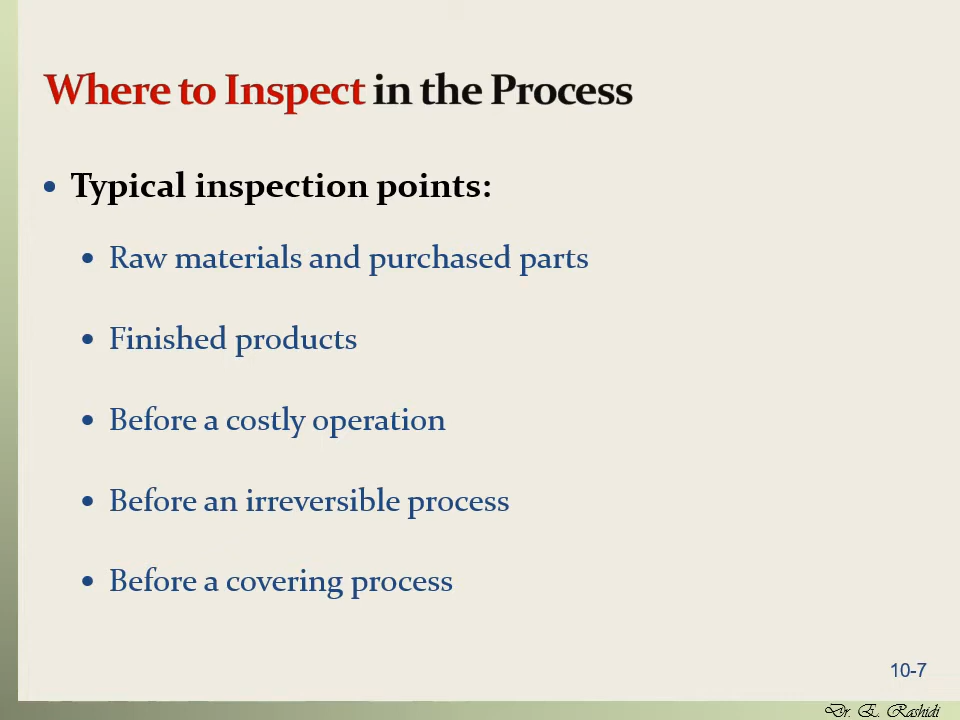 Where to Inspect in the Process
• Typical inspection points:
• Raw materials and purchased parts
• Finished products
• Before a costly operation
• Before an irreversible process
• Before a covering process
10-7
Dr. E. Rashidi